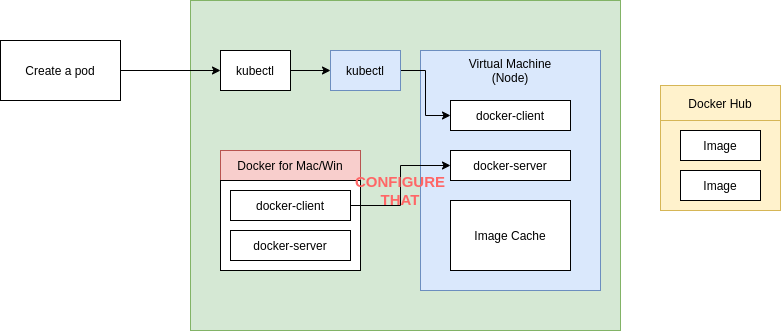 Create a pod
kubectl
kubectl
Virtual Machine
(Node)
docker-client
docker-server
Image Cache
Docker for Mac/Win
docker-client
docker-server
CONFIGURE
THAT
Docker Hub
Image
Image